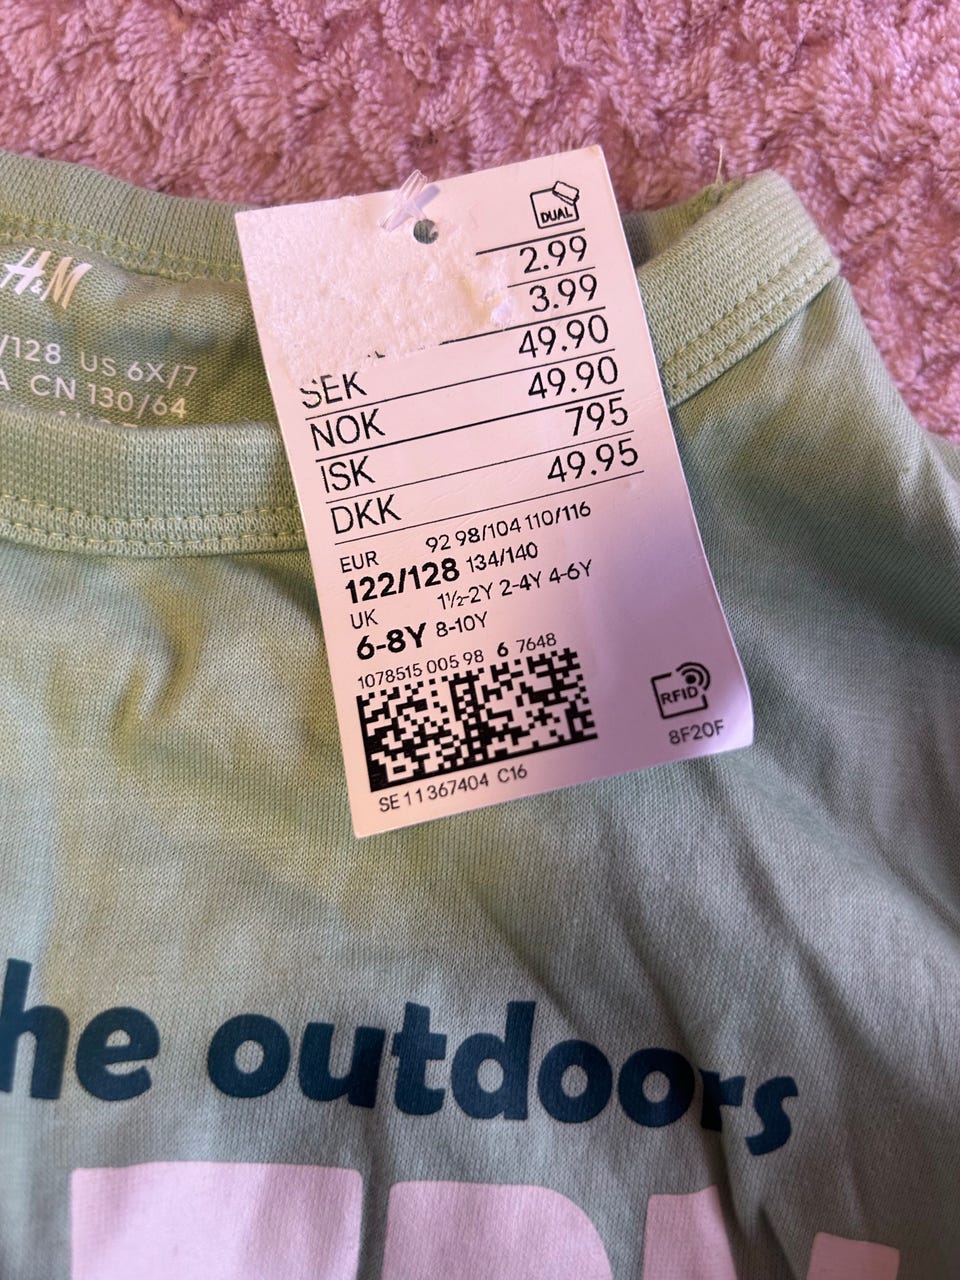 H&M
/128 US 6X/7
CN 130/64
DUAL
2.99
3.99
49.90
SEK 49.90
NOK 795
ISK 49.95
DKK
EUR 92 98/104 110/116
122/128 134/140
UK 1½-2Y 2-4Y 4-6Y
6-8Y 8-10Y
1078515 005 98 6 7648
RFID
8F20F
SE11367404 C16
he outdoors